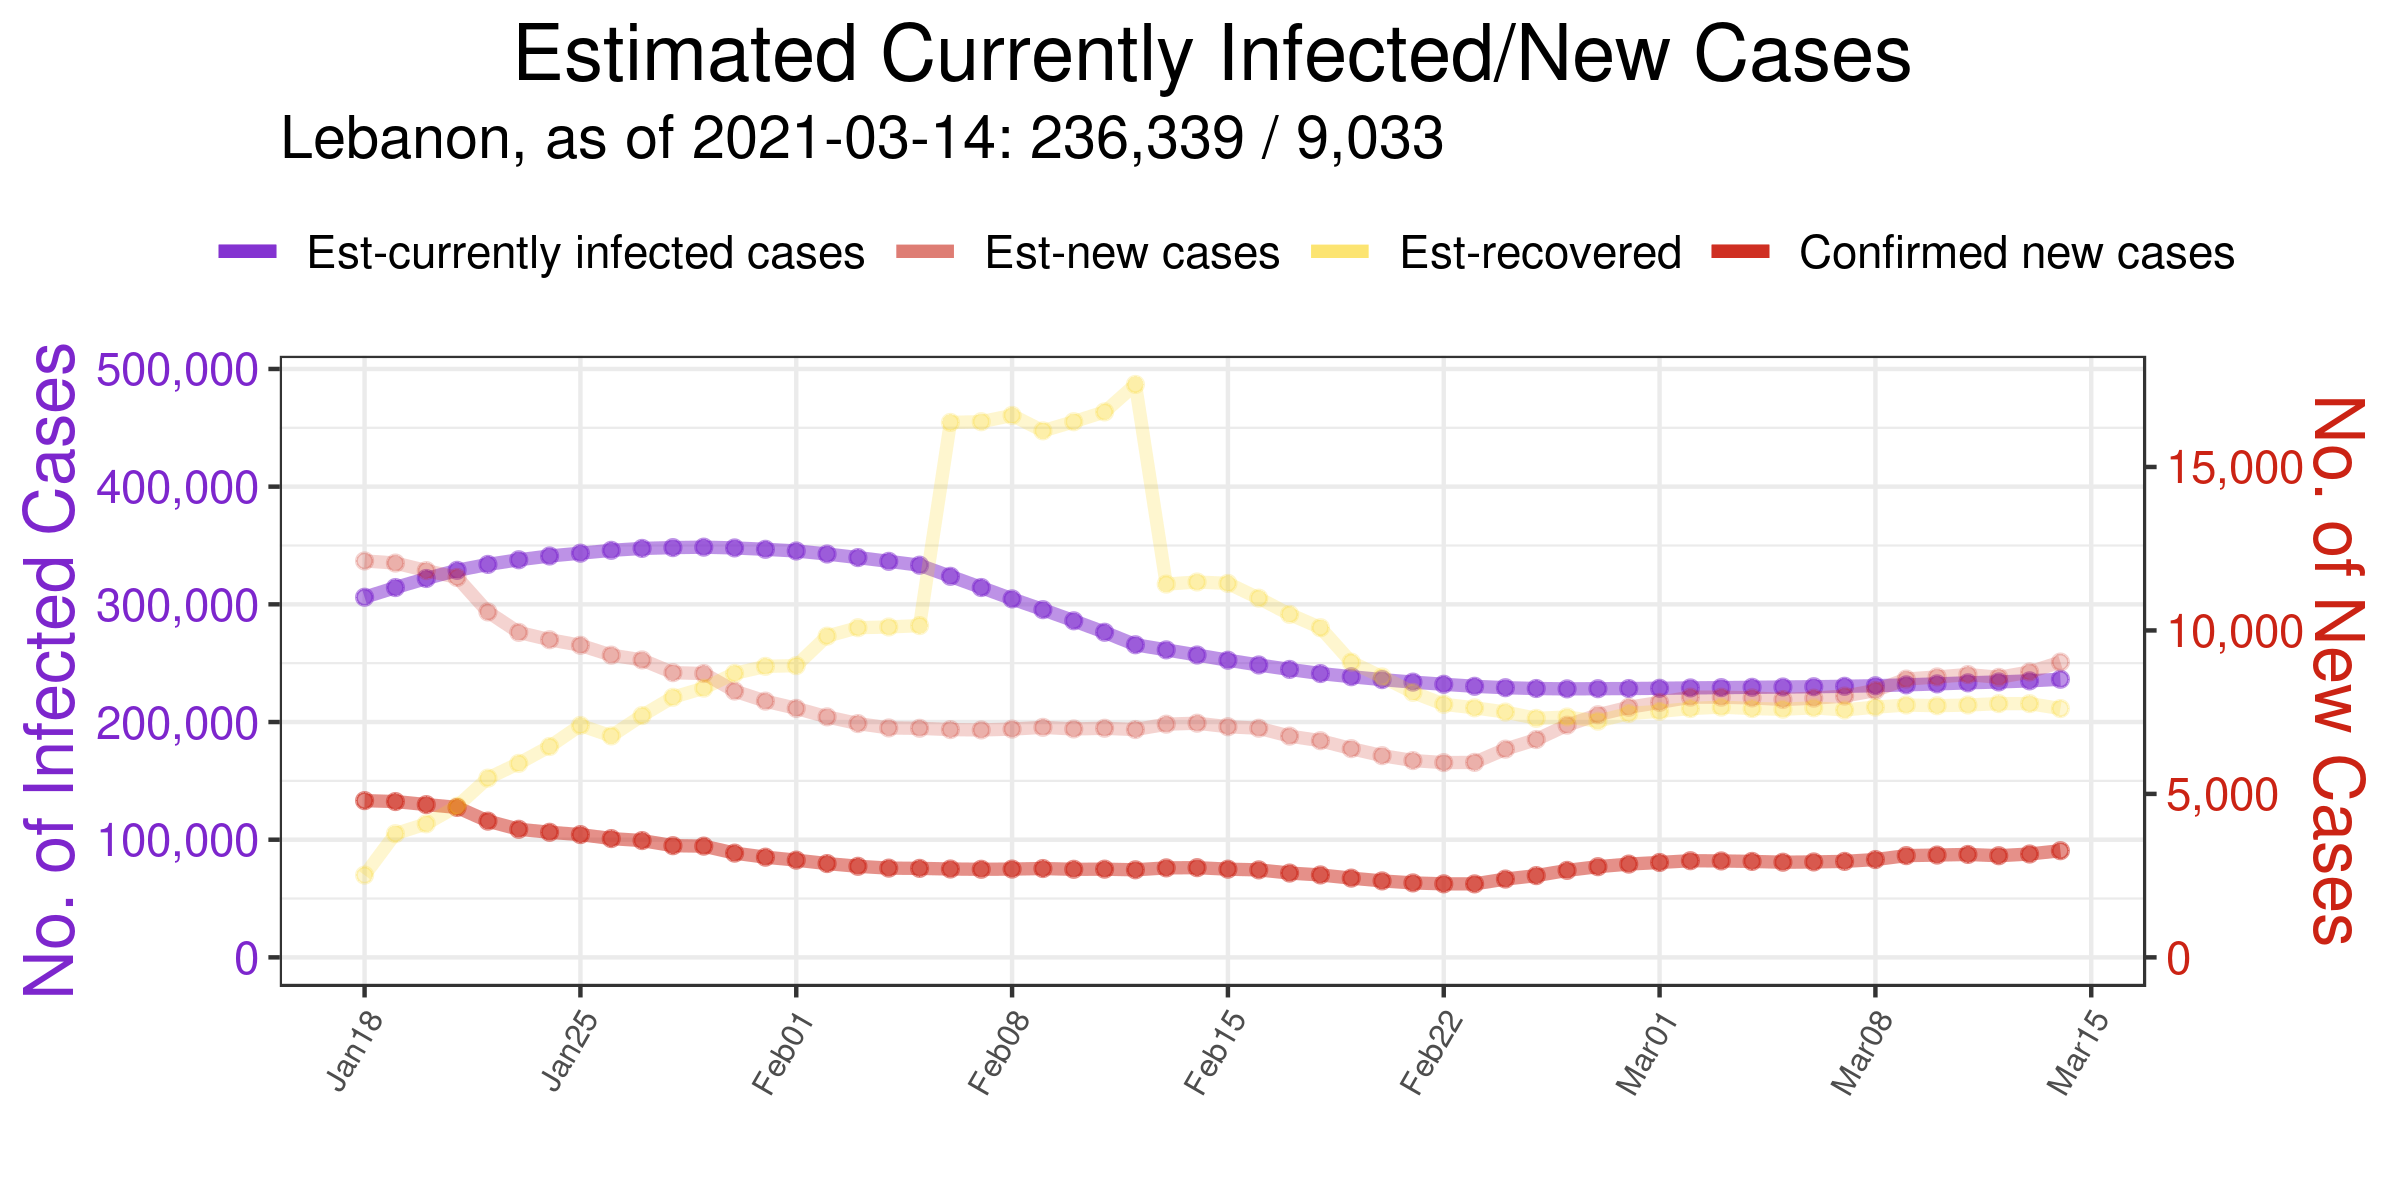 Estimated Currently Infected/New Cases
Lebanon, as of 2021-03-14: 236,339 / 9,033
Est-currently infected cases Est-new cases Est-recovered Confirmed new cases
No. of Infected Cases
500,000
400,000
300,000
200,000
100,000
0
15,000
10,000
5,000
0
No. of New Cases
Jan18 Jan25 Feb01 Feb08 Feb15 Feb22 Mar01 Mar08 Mar15